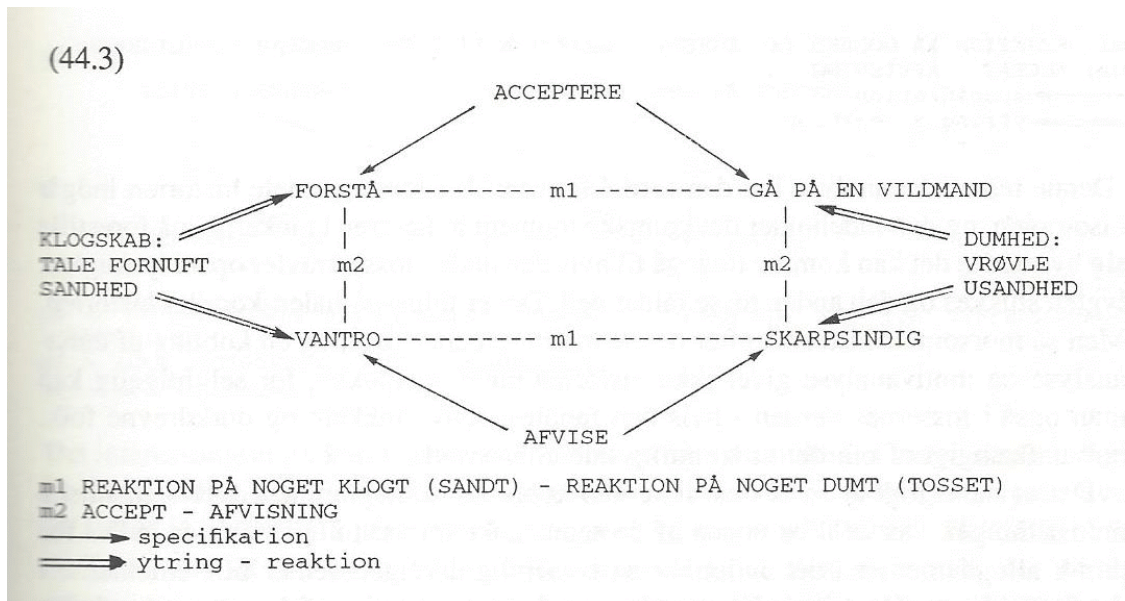 (44.3)
ACCEPTERE
FORSTÅ m1 GÅ PÅ EN VILDMAND
KLOGSKAB: DUMHED:
TALE FORNUFT m2 m2 VRØVLE
SANDHED USANDHED
VANTRO m1 SKARPSINDIG
AFVISE
m1 REAKTION PÅ NOGET KLOGT (SANDT) - REAKTION PÅ NOGET DUMT (TOSSET)
m2 ACCEPT - AFVISNING
specifikation
ytring - reaktion